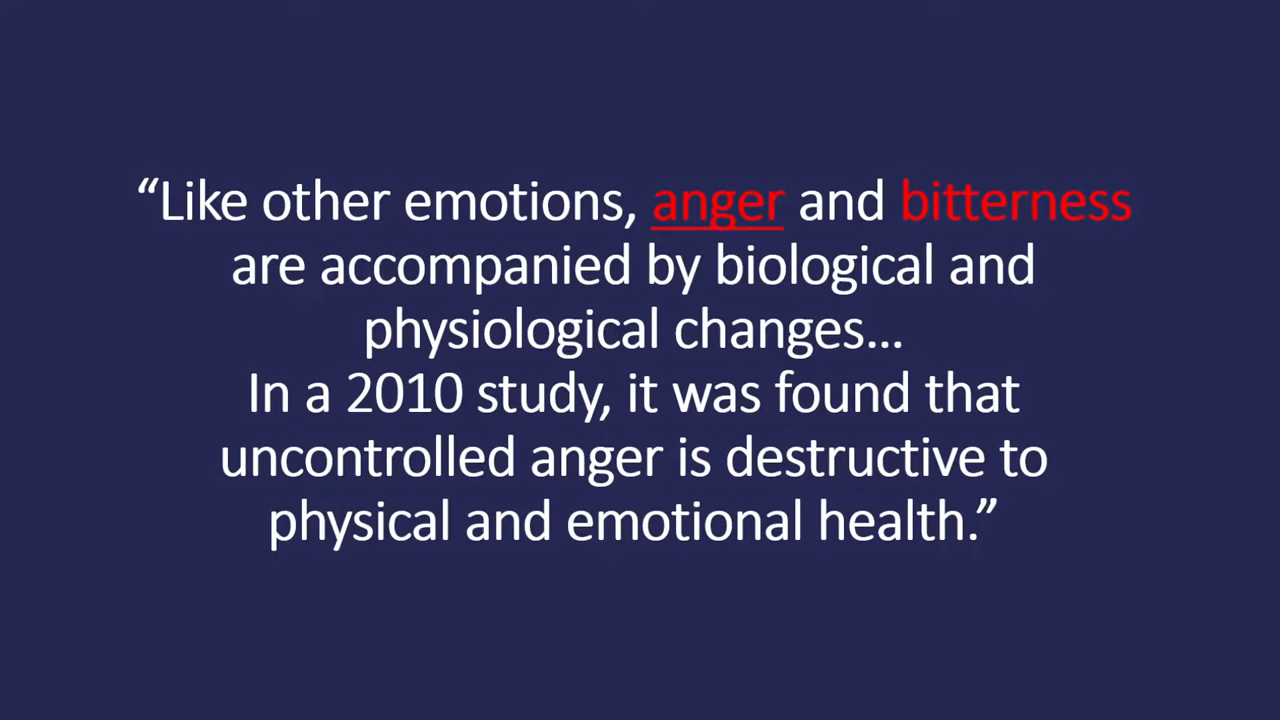 “Like other emotions, anger and bitterness
are accompanied by biological and
physiological changes...
In a 2010 study, it was found that
uncontrolled anger is destructive to
physical and emotional health.”